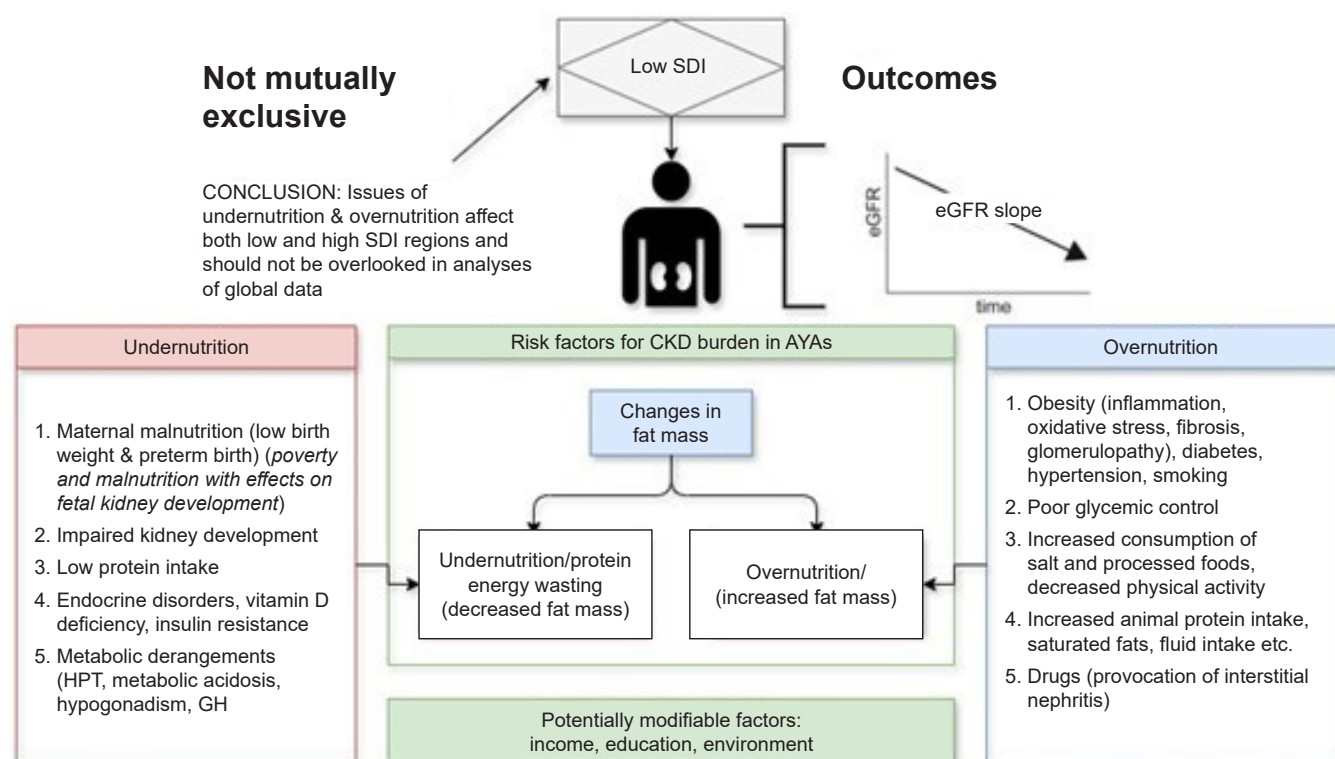 Not mutually
exclusive
Low SDI
Outcomes
CONCLUSION: Issues of
undernutrition & overnutrition affect
both low and high SDI regions and
should not be overlooked in analyses
of global data
eGFR
eGFR slope
time
Undernutrition
1. Maternal malnutrition (low birth
weight & preterm birth) (poverty
and malnutrition with effects on
fetal kidney development)
2. Impaired kidney development
3. Low protein intake
4. Endocrine disorders, vitamin D
deficiency, insulin resistance
5. Metabolic derangements
(HPT, metabolic acidosis,
hypogonadism, GH
Risk factors for CKD burden in AYAs
Changes in
fat mass
Undernutrition/protein
energy wasting
(decreased fat mass)
Overnutrition/
(increased fat mass)
Potentially modifiable factors:
income, education, environment
Overnutrition
1. Obesity (inflammation,
oxidative stress, fibrosis,
glomerulopathy), diabetes,
hypertension, smoking
2. Poor glycemic control
3. Increased consumption of
salt and processed foods,
decreased physical activity
4. Increased animal protein intake,
saturated fats, fluid intake etc.
5. Drugs (provocation of interstitial
nephritis)